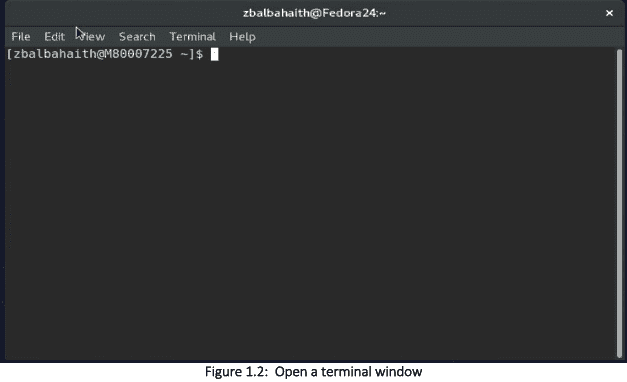 zbalbahaith@Fedora24:~
File Edit View Search Terminal Help
[zbalbahaith@M80007225 ~]$
Figure 1.2: Open a terminal window